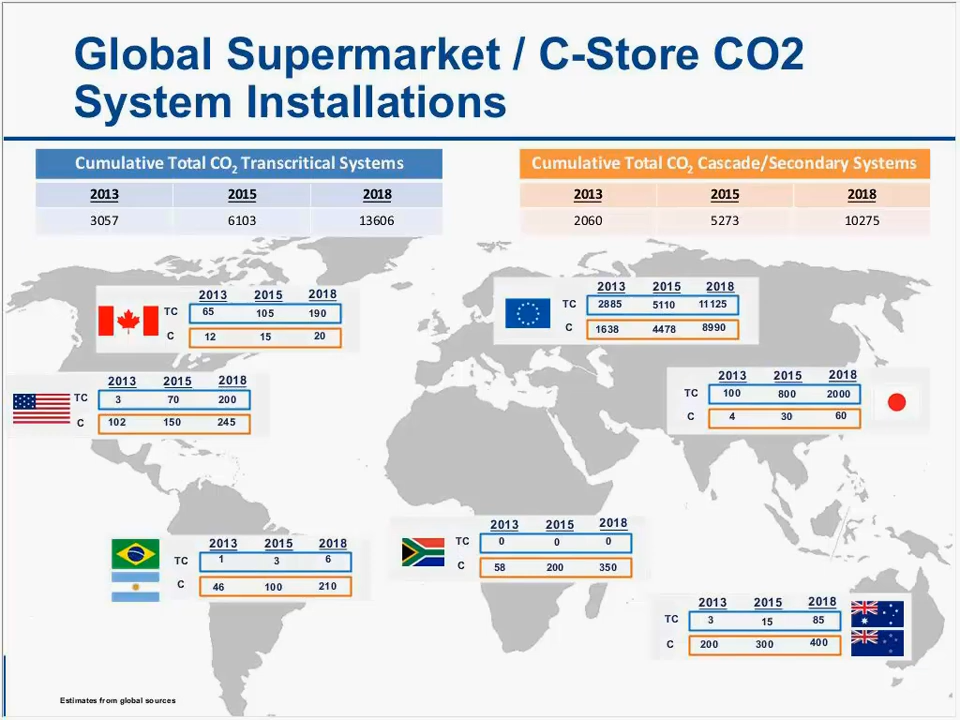 Global Supermarket / C-Store CO2
System Installations
Cumulative Total CO2 Transcritical Systems
2013 2015 2018
3057 6103 13606
Cumulative Total CO2 Cascade/Secondary Systems
2013 2015 2018
2060 5273 10275
2013 2015 2018
TC 65 105 190
C 12 15 20
2013 2015 2018
TC 2885 5110 11125
C 1638 4478 8990
2013 2015 2018
TC 3 70 200
C 102 150 245
2013 2015 2018
TC 100 800 2000
C 4 30 60
2013 2015 2018
TC 1 3 6
C 46 100 210
2013 2015 2018
TC 0 0 0
C 58 200 350
2013 2015 2018
TC 3 15 85
C 200 300 400
Estimates from global sources